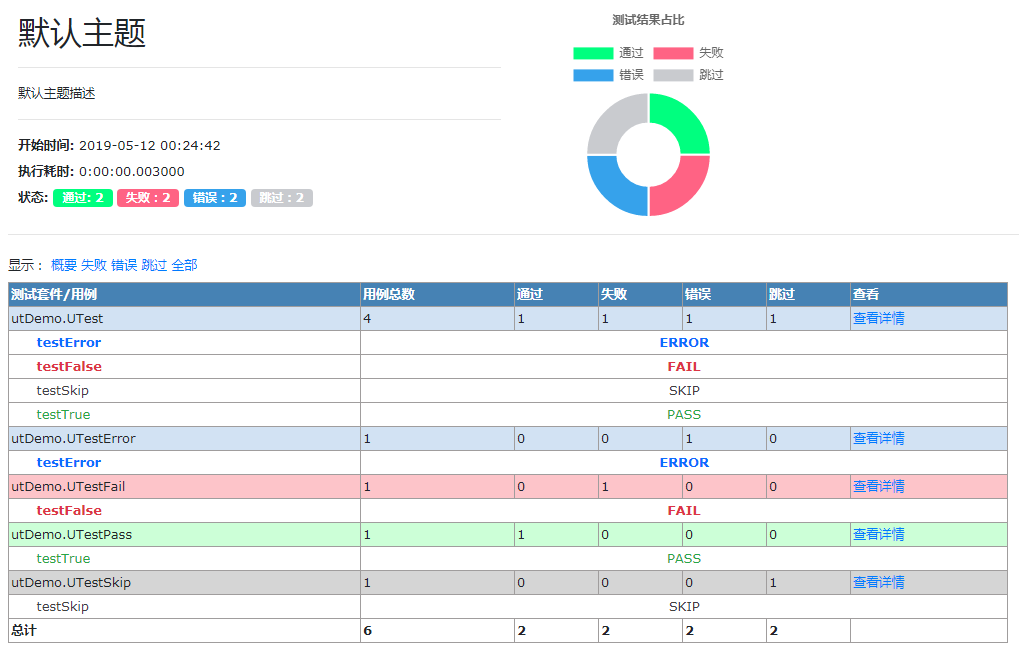 默认主题
默认主题描述
开始时间: 2019-05-12 00:24:42
执行耗时: 0:00:00.003000
状态: 通过: 2 失败：2 错误：2 跳过：2
测试结果占比
通过 失败
错误 跳过
显示： 概要 失败 错误 跳过 全部
测试套件/用例 用例总数 通过 失败 错误 跳过 查看
utDemo.UTest 4 1 1 1 1 查看详情
testError ERROR
testFalse FAIL
testSkip SKIP
testTrue PASS
utDemo.UTestError 1 0 0 1 0 查看详情
testError ERROR
utDemo.UTestFail 1 0 1 0 0 查看详情
testFalse FAIL
utDemo.UTestPass 1 1 0 0 0 查看详情
testTrue PASS
utDemo.UTestSkip 1 0 0 0 1 查看详情
testSkip SKIP
总计 6 2 2 2 2